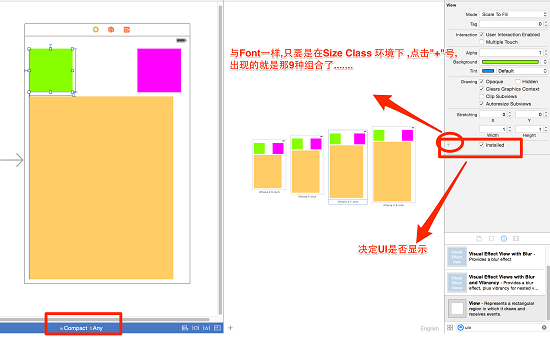 View
Mode Scale To Fit
Tag 0
Interaction User Interaction Enabled
Multiple Touch
Alpha 1
Background
Tint Default
Drawing Opaque Hidden
Clears Graphics Context
Clip Subviews
Autoresize Subviews
Stretching 0 0
X Y
1 1
Width Height
+ Installed
与Font一样,只要是在Size Class 环境下 ,点击"+"号,
出现的就是那9种组合了.......
决定UI是否显示
Visual Effect View with Blur -
Provides a blur effect
Visual Effect Views with Blur
and Vibrancy - Provides a blur
effect, plus vibrancy for nested v...
View - Represents a rectangular
region in which it draws and
receives events.
wCompact hAny
+
English
uiv